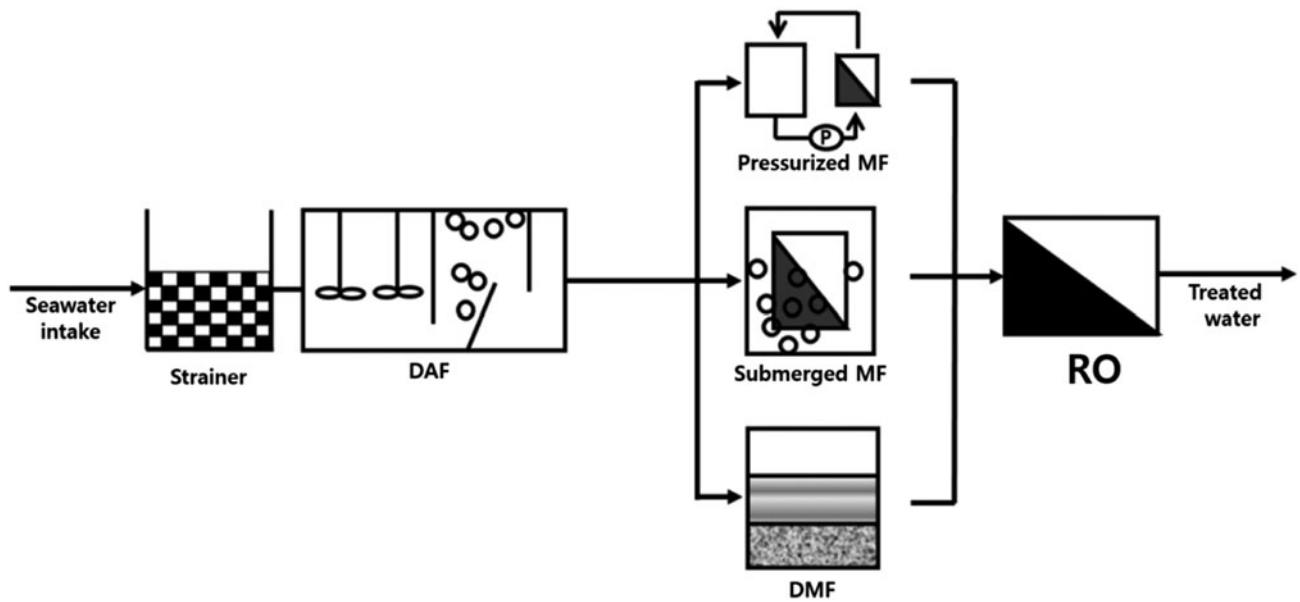 Seawater
intake
Strainer
DAF
P
Pressurized MF
Submerged MF
DMF
RO
Treated
water